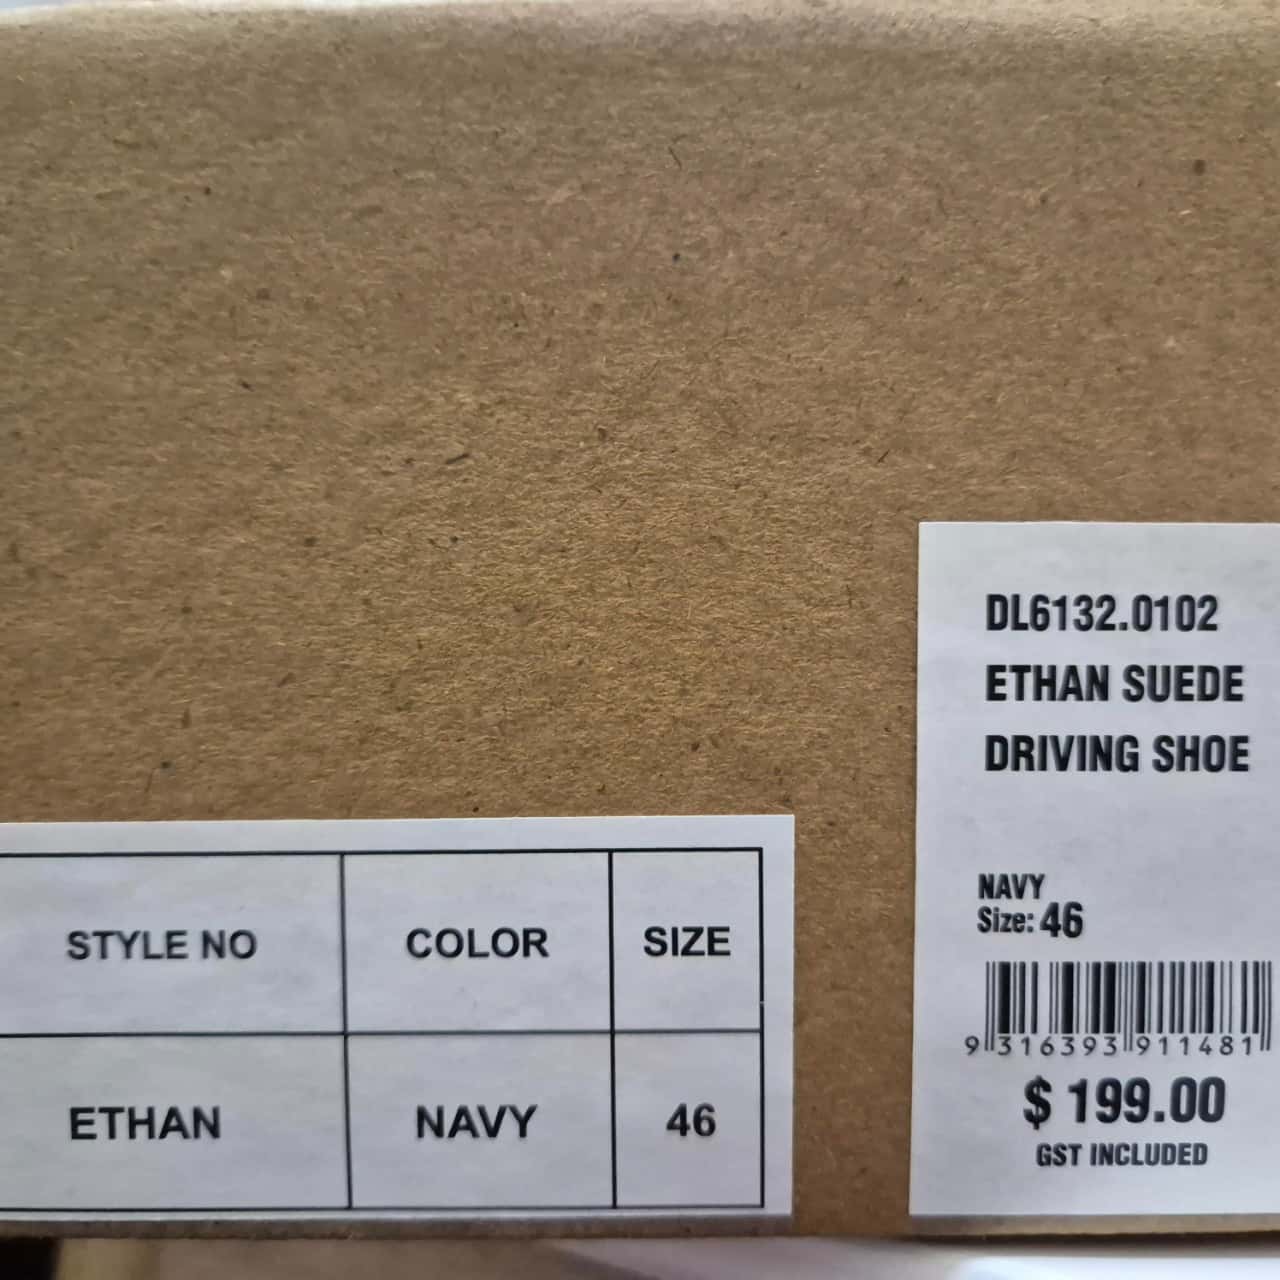 DL6132.0102
ETHAN SUEDE
DRIVING SHOE
NAVY
Size: 46
9 316393 911481
$ 199.00
GST INCLUDED
STYLE NO COLOR SIZE
ETHAN NAVY 46